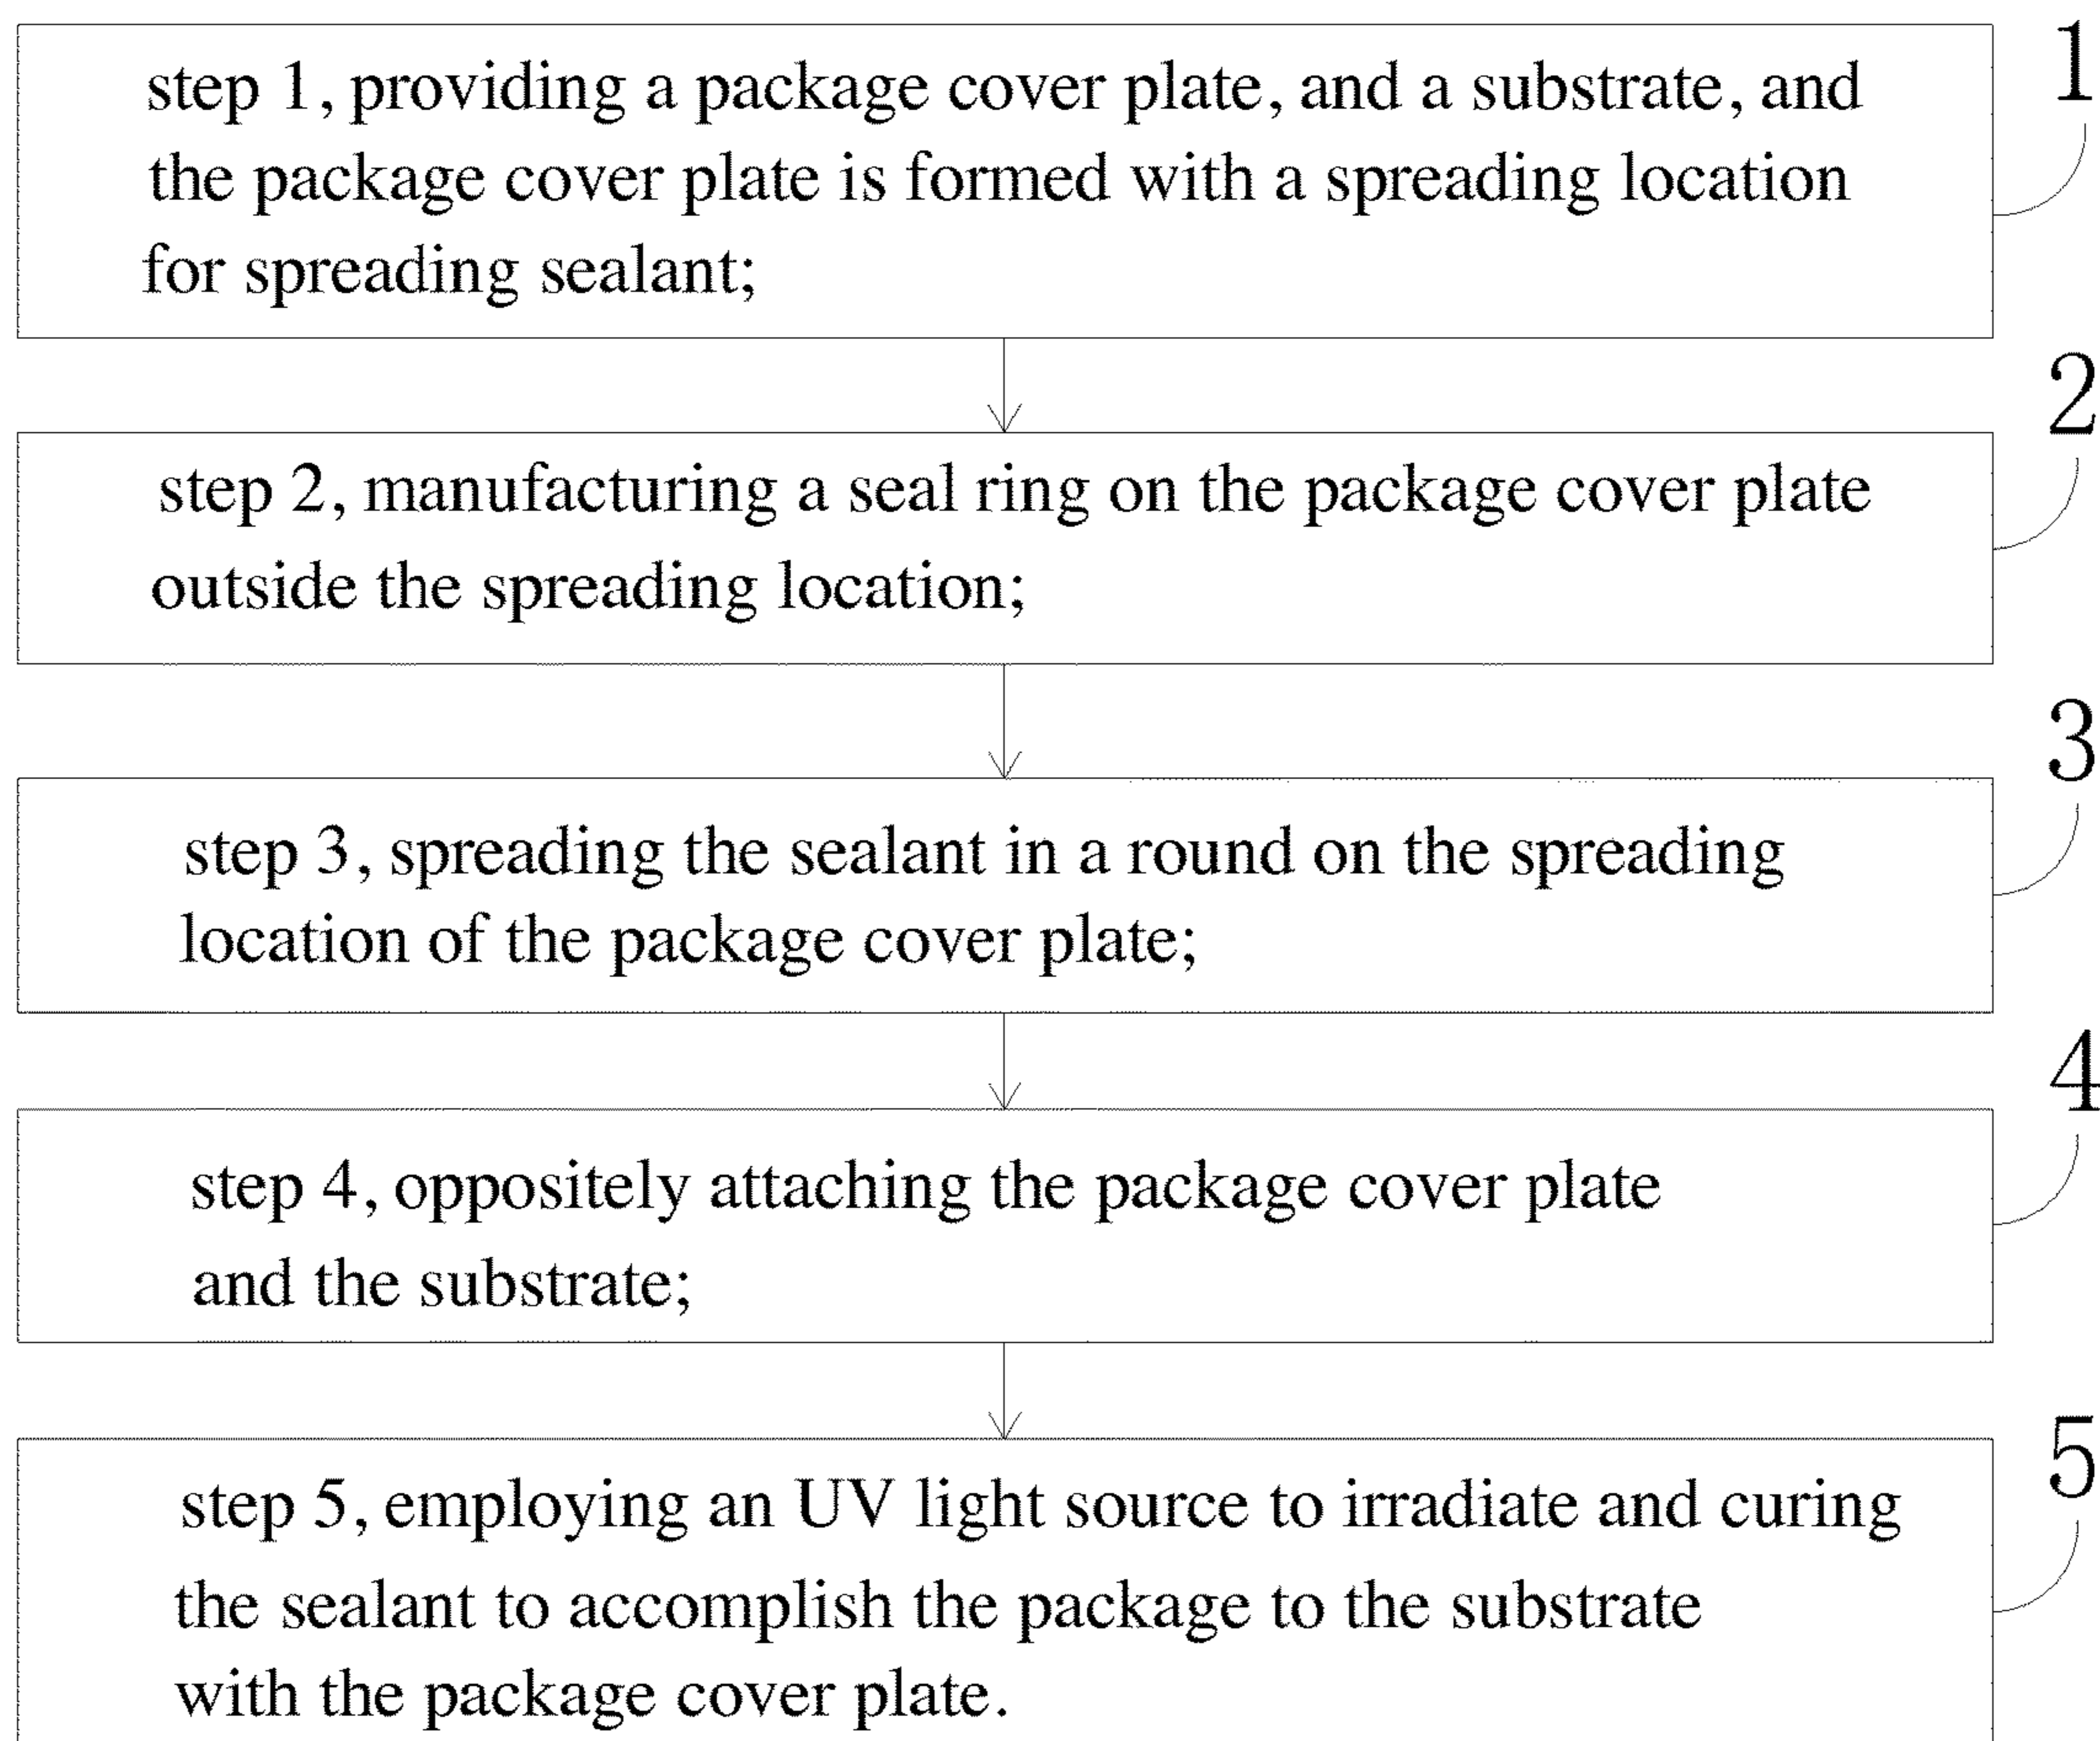 step 1, providing a package cover plate, and a substrate, and
the package cover plate is formed with a spreading location
for spreading sealant;
1
step 2, manufacturing a seal ring on the package cover plate
outside the spreading location;
2
step 3, spreading the sealant in a round on the spreading
location of the package cover plate;
3
step 4, oppositely attaching the package cover plate
and the substrate;
4
step 5, employing an UV light source to irradiate and curing
the sealant to accomplish the package to the substrate
with the package cover plate.
5